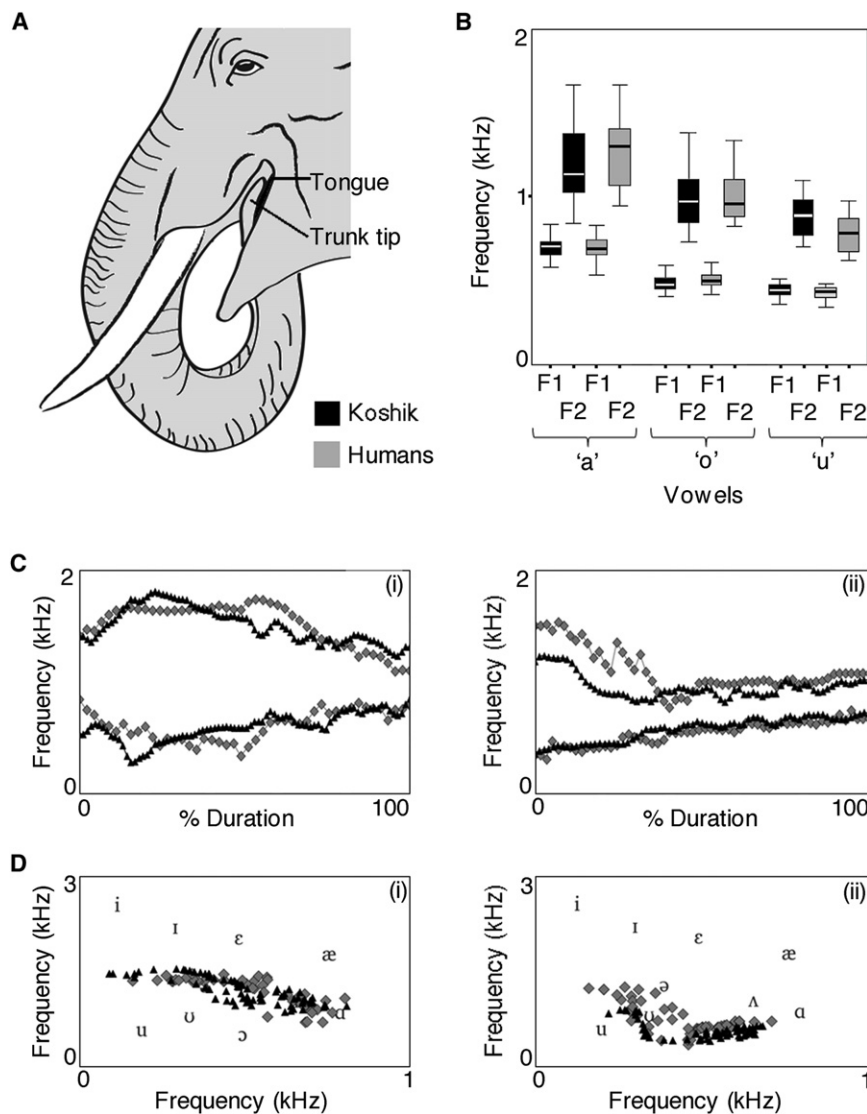 A
Tongue
Trunk tip
Koshik
Humans
B
Frequency (kHz)
2
1
0
F1 F1 F1 F1 F1 F1
F2 F2 F2 F2 F2 F2
‘a’ ‘o’ ‘u’
Vowels
C
Frequency (kHz)
2
0
(i)
0 100
% Duration
Frequency (kHz)
2
0
(ii)
0 100
% Duration
D
Frequency (kHz)
3
0
(i)
i
ɪ
ɛ
æ
ɑ
u ʊ ɔ
0 1
Frequency (kHz)
Frequency (kHz)
3
0
(ii)
i
ɪ
ɛ
æ
ə
ʌ
ɑ
u ʊ
0 1
Frequency (kHz)